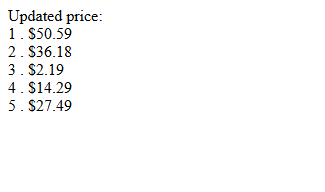 Updated price:
1 . $50.59
2 . $36.18
3 . $2.19
4 . $14.29
5 . $27.49